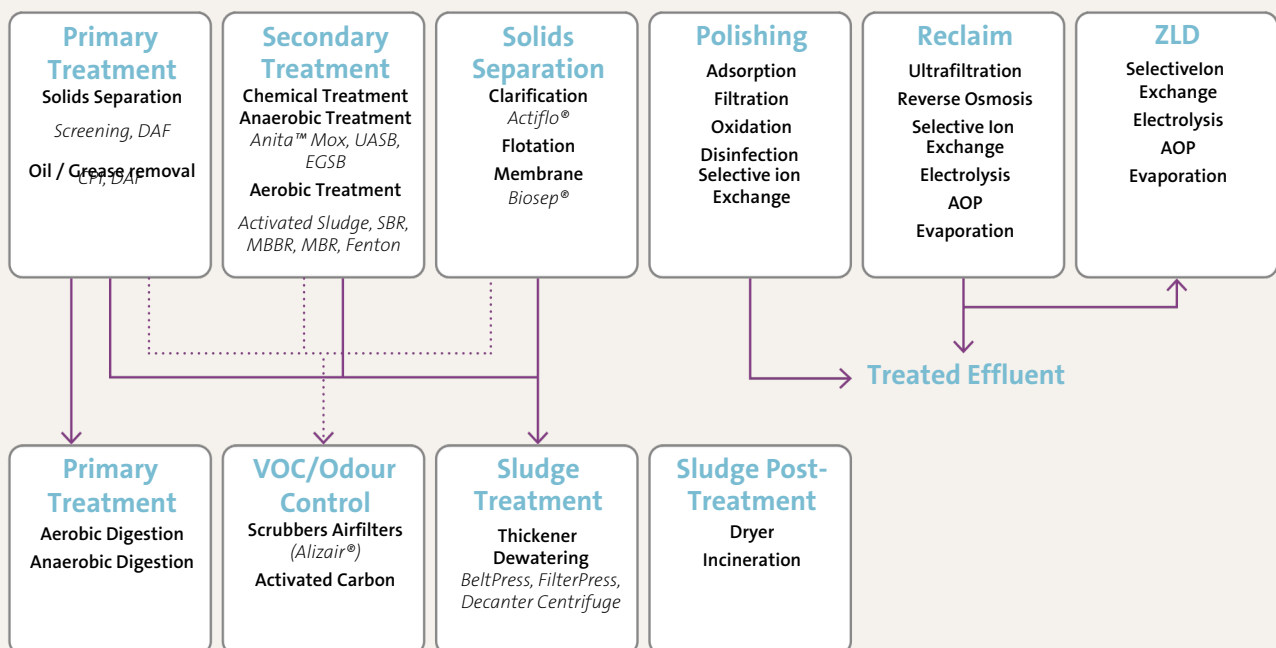 Primary
Treatment
Solids Separation
Screening, DAF
Oil / Grease removal
CPI, DAF
Secondary
Treatment
Chemical Treatment
Anaerobic Treatment
Anita™ Mox, UASB,
EGSB
Aerobic Treatment
Activated Sludge, SBR,
MBBR, MBR, Fenton
Solids
Separation
Clarification
Actiflo®
Flotation
Membrane
Biosep®
Polishing
Adsorption
Filtration
Oxidation
Disinfection
Selective ion
Exchange
Reclaim
Ultrafiltration
Reverse Osmosis
Selective Ion
Exchange
Electrolysis
AOP
Evaporation
ZLD
SelectiveIon
Exchange
Electrolysis
AOP
Evaporation
Treated Effluent
Primary
Treatment
Aerobic Digestion
Anaerobic Digestion
VOC/Odour
Control
Scrubbers Airfilters
(Alizair®)
Activated Carbon
Sludge
Treatment
Thickener
Dewatering
BeltPress, FilterPress,
Decanter Centrifuge
Sludge Post-
Treatment
Dryer
Incineration